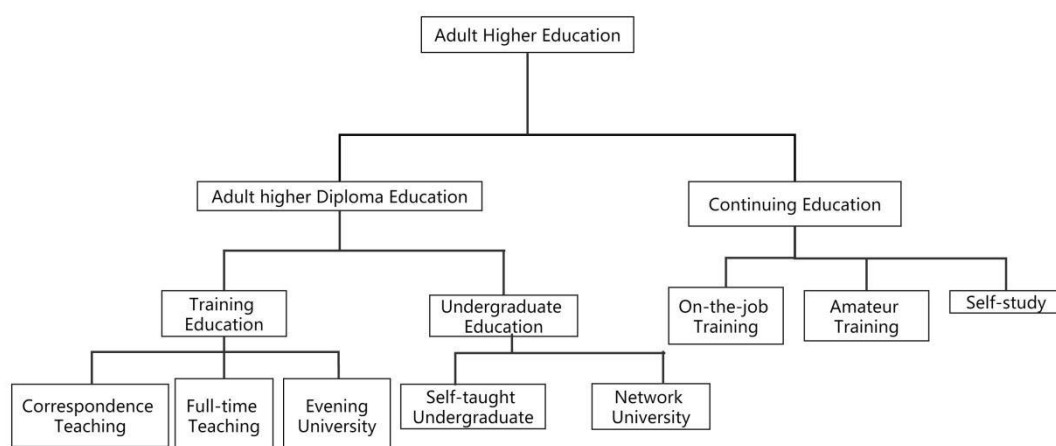 Adult Higher Education
Adult higher Diploma Education
Continuing Education
Training
Education
Undergraduate
Education
On-the-job
Training
Amateur
Training
Self-study
Correspondence
Teaching
Full-time
Teaching
Evening
University
Self-taught
Undergraduate
Network
University